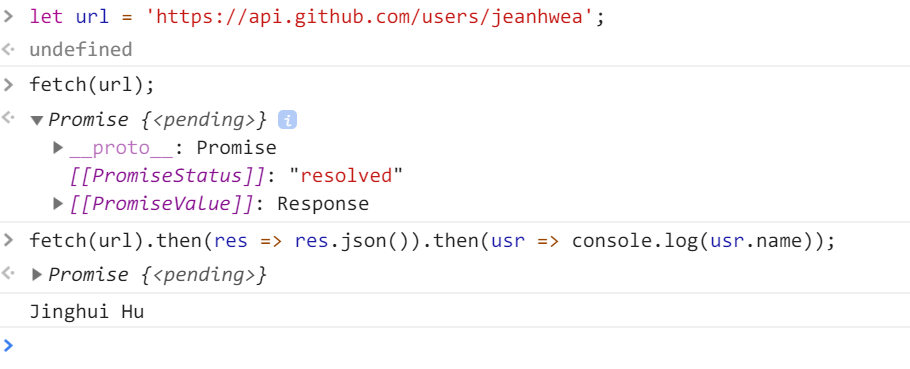 > let url = 'https://api.github.com/users/jeanhwea';
undefined
> fetch(url);
▼Promise {<pending>} i
▶__proto__: Promise
[[PromiseStatus]]: "resolved"
▶[[PromiseValue]]: Response
> fetch(url).then(res => res.json()).then(usr => console.log(usr.name));
▶Promise {<pending>}
Jinghui Hu
>